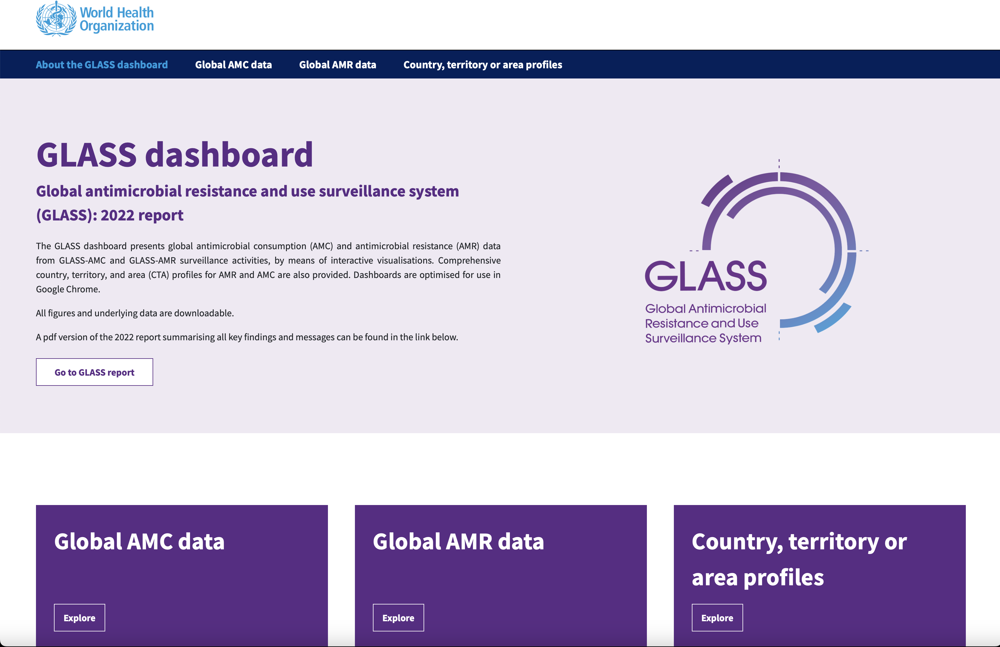 World Health
Organization
About the GLASS dashboard
Global AMC data
Global AMR data
Country, territory or area profiles
GLASS dashboard
Global antimicrobial resistance and use surveillance system
(GLASS): 2022 report
The GLASS dashboard presents global antimicrobial consumption (AMC) and antimicrobial resistance (AMR) data
from GLASS-AMC and GLASS-AMR surveillance activities, by means of interactive visualisations. Comprehensive
country, territory, and area (CTA) profiles for AMR and AMC are also provided. Dashboards are optimised for use in
Google Chrome.
All figures and underlying data are downloadable.
A pdf version of the 2022 report summarising all key findings and messages can be found in the link below.
Go to GLASS report
GLASS
Global Antimicrobial
Resistance and Use
Surveillance System
Global AMC data
Explore
Global AMR data
Explore
Country, territory or
area profiles
Explore